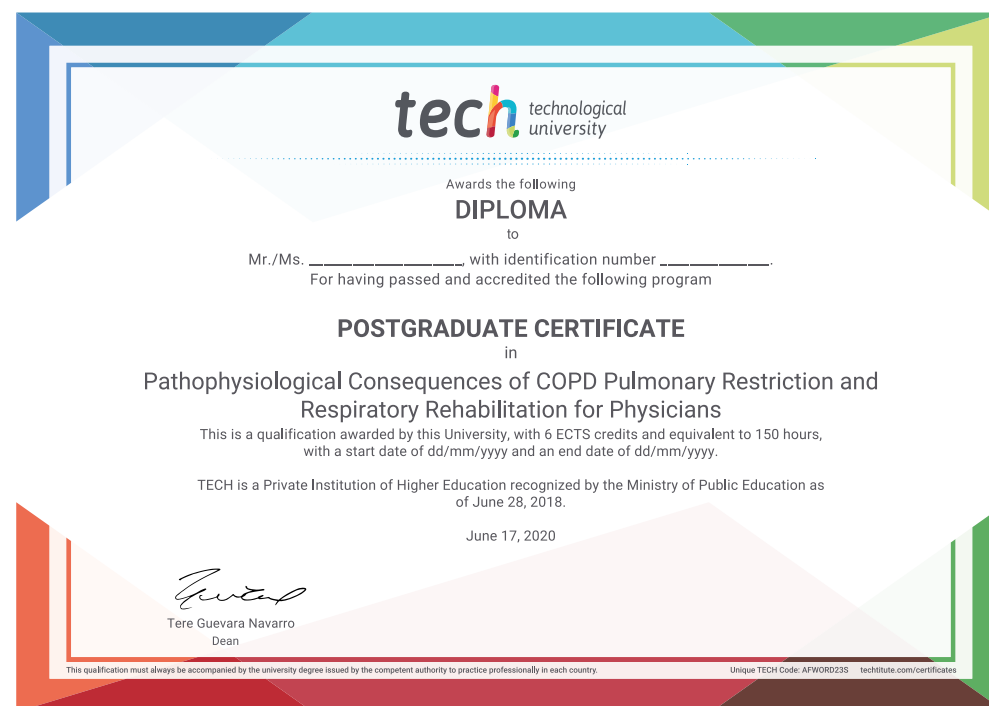 tech technological
university
Awards the following
DIPLOMA
to
Mr./Ms. ____________________, with identification number ______________.
For having passed and accredited the following program
POSTGRADUATE CERTIFICATE
in
Pathophysiological Consequences of COPD Pulmonary Restriction and
Respiratory Rehabilitation for Physicians
This is a qualification awarded by this University, with 6 ECTS credits and equivalent to 150 hours,
with a start date of dd/mm/yyyy and an end date of dd/mm/yyyy.
TECH is a Private Institution of Higher Education recognized by the Ministry of Public Education as
of June 28, 2018.
June 17, 2020
Tere Guevara Navarro
Dean
This qualification must always be accompanied by the university degree issued by the competent authority to practice professionally in each country.
Unique TECH Code: AFWORD23S techtitute.com/certificates